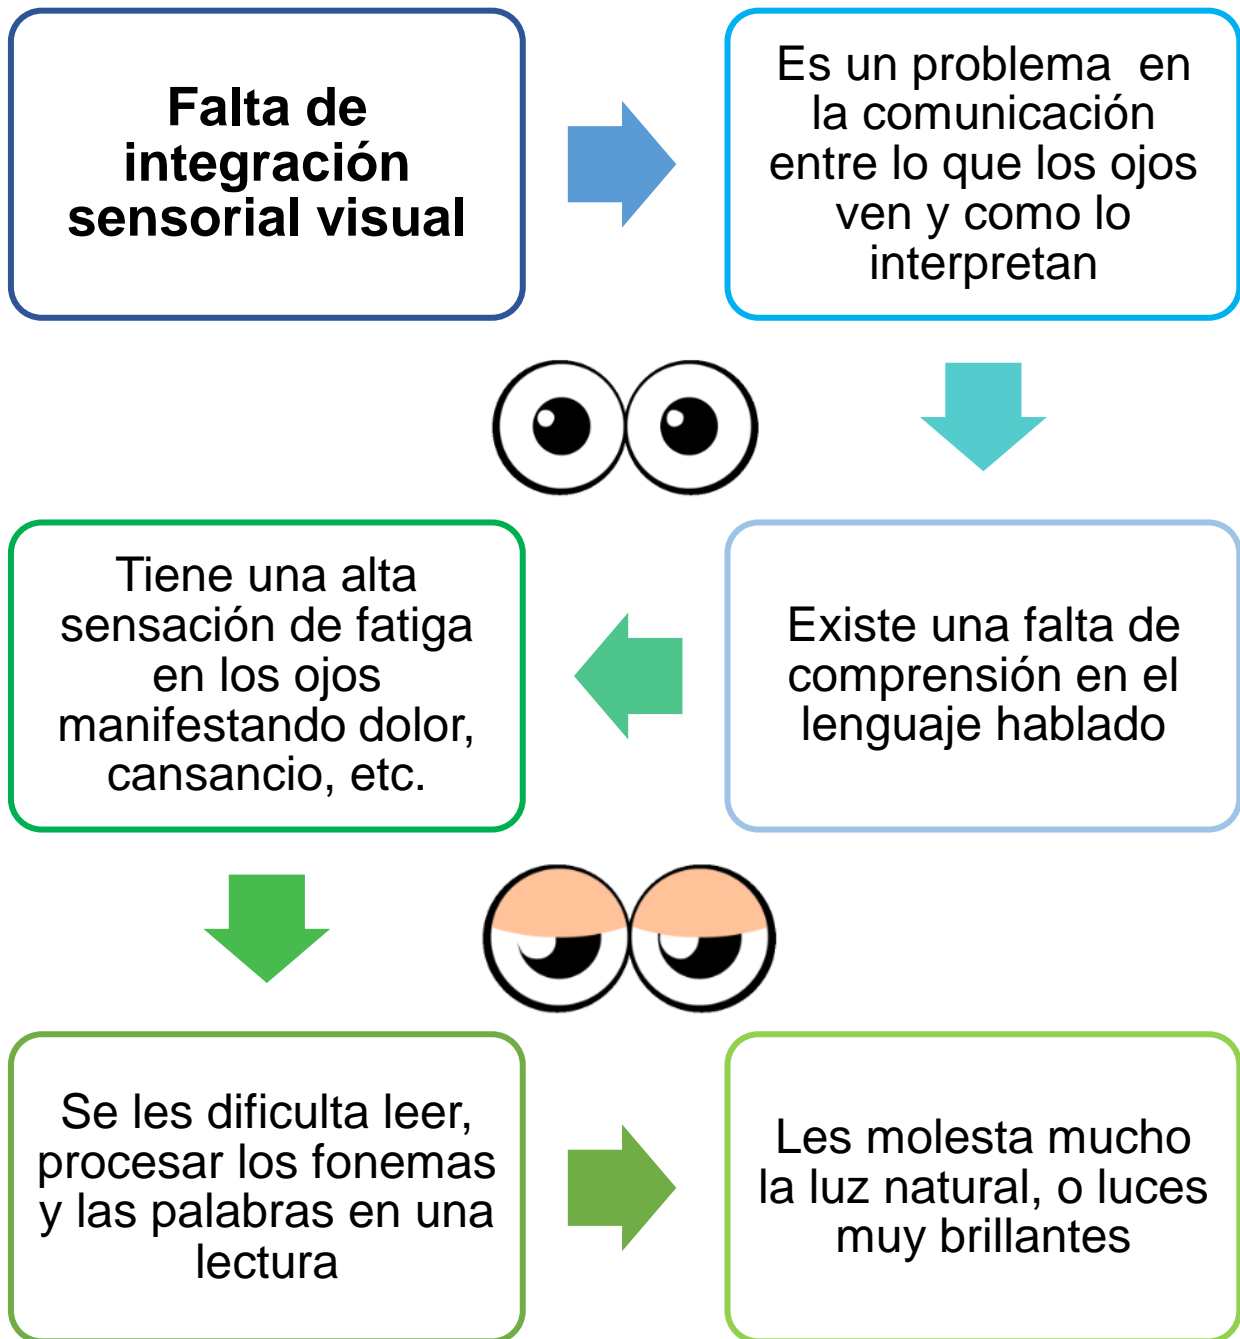 Falta de
integración
sensorial visual
Es un problema en
la comunicación
entre lo que los ojos
ven y como lo
interpretan
Existe una falta de
comprensión en el
lenguaje hablado
Tiene una alta
sensación de fatiga
en los ojos
manifestando dolor,
cansancio, etc.
Se les dificulta leer,
procesar los fonemas
y las palabras en una
lectura
Les molesta mucho
la luz natural, o luces
muy brillantes